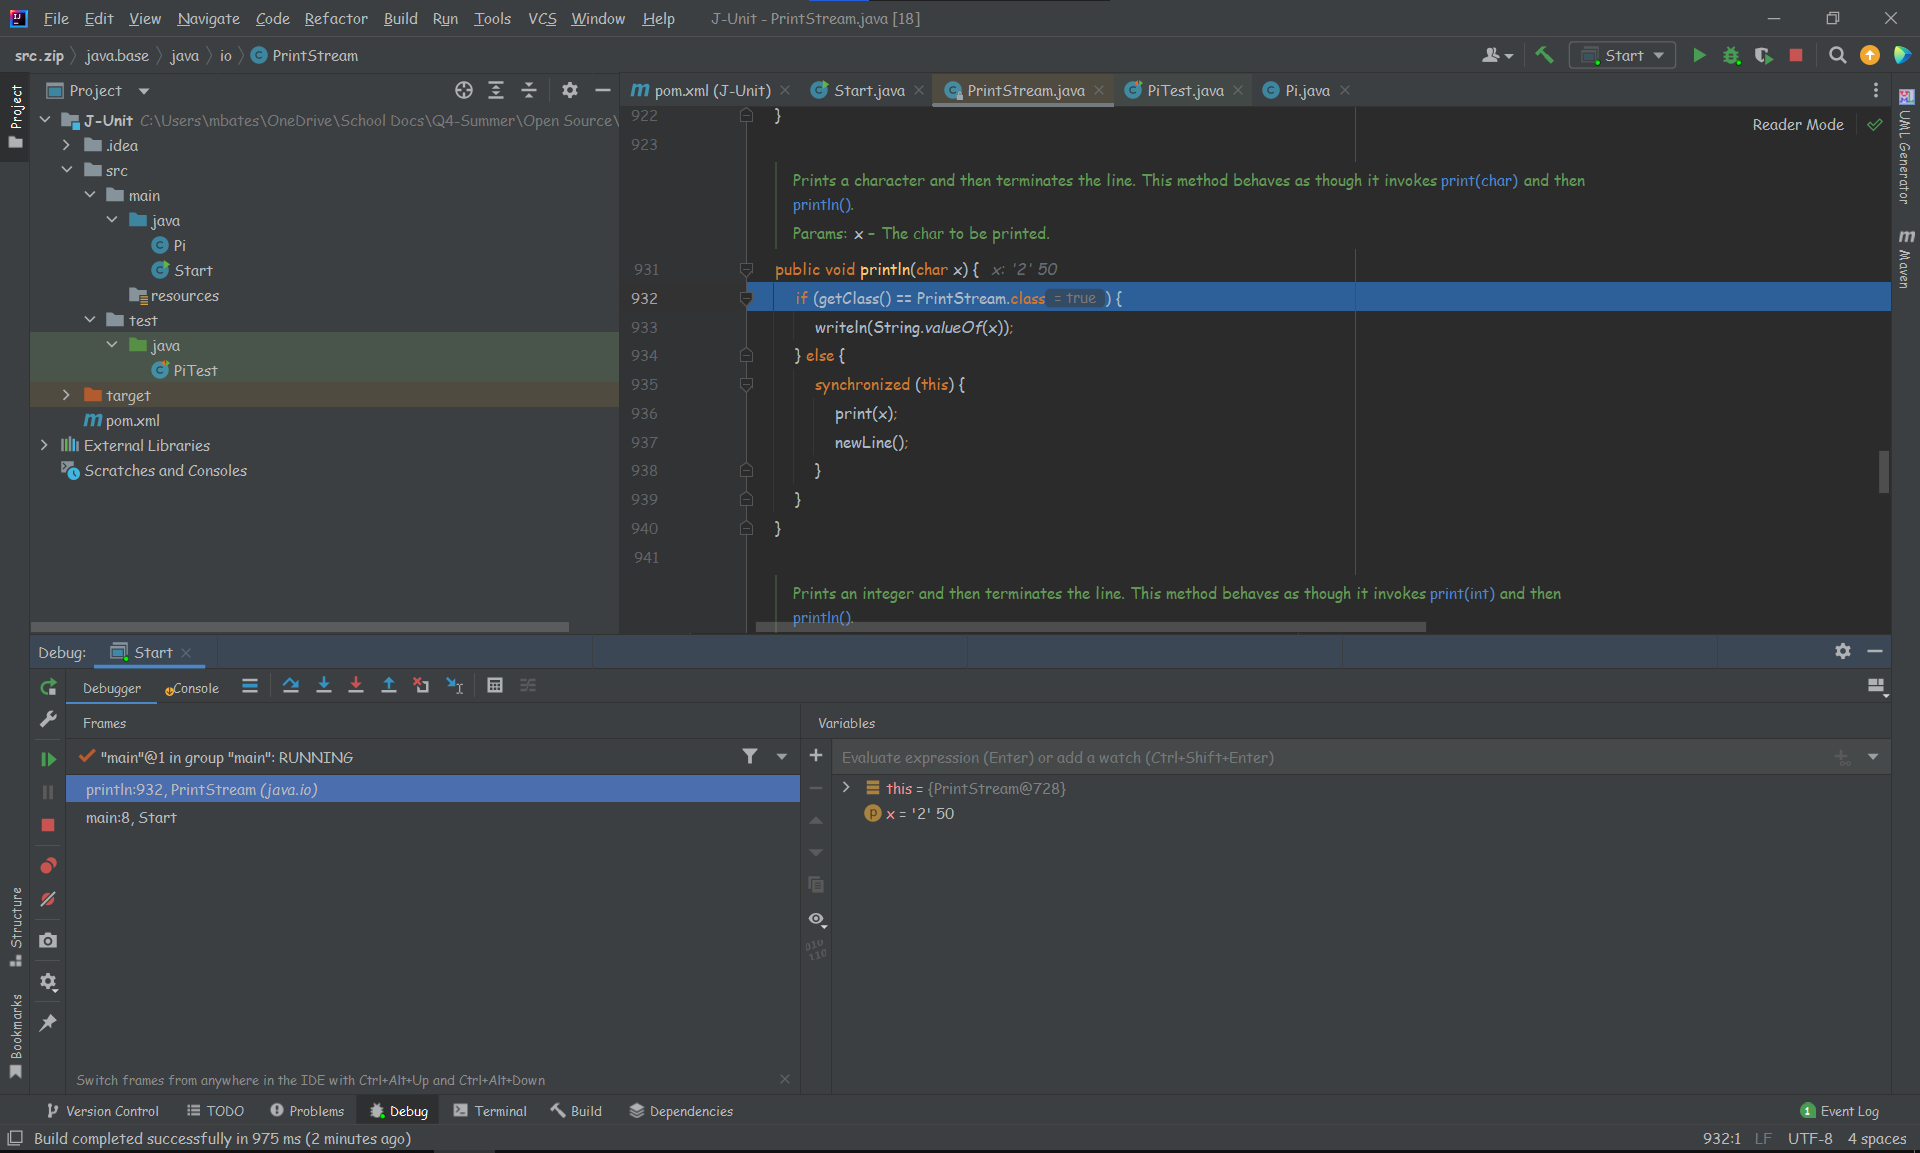 File Edit View Navigate Code Refactor Build Run Tools VCS Window Help J-Unit - PrintStream.java [18]
src.zip java.base java io PrintStream
Start
Project
Project
pom.xml (J-Unit) Start.java PrintStream.java PiTest.java Pi.java
J-Unit C:\Users\mbates\OneDrive\School Docs\Q4-Summer\Open Source\
.idea
src
main
java
Pi
Start
resources
test
java
PiTest
target
pom.xml
External Libraries
Scratches and Consoles
Reader Mode
922 }
923
Prints a character and then terminates the line. This method behaves as though it invokes print(char) and then
println().
Params: x – The char to be printed.
931 public void println(char x) { x: '2' 50
932 if (getClass() == PrintStream.class = true ) {
933 writeln(String.valueOf(x));
934 } else {
935 synchronized (this) {
936 print(x);
937 newLine();
938 }
939 }
940 }
941
Prints an integer and then terminates the line. This method behaves as though it invokes print(int) and then
println().
UML Generator
Maven
Debug: Start
Debugger Console
Frames
Variables
"main"@1 in group "main": RUNNING
println:932, PrintStream (java.io)
main:8, Start
Evaluate expression (Enter) or add a watch (Ctrl+Shift+Enter)
this = {PrintStream@728}
x = '2' 50
Structure
Bookmarks
Switch frames from anywhere in the IDE with Ctrl+Alt+Up and Ctrl+Alt+Down
Version Control TODO Problems Debug Terminal Build Dependencies 1 Event Log
Build completed successfully in 975 ms (2 minutes ago) 932:1 LF UTF-8 4 spaces